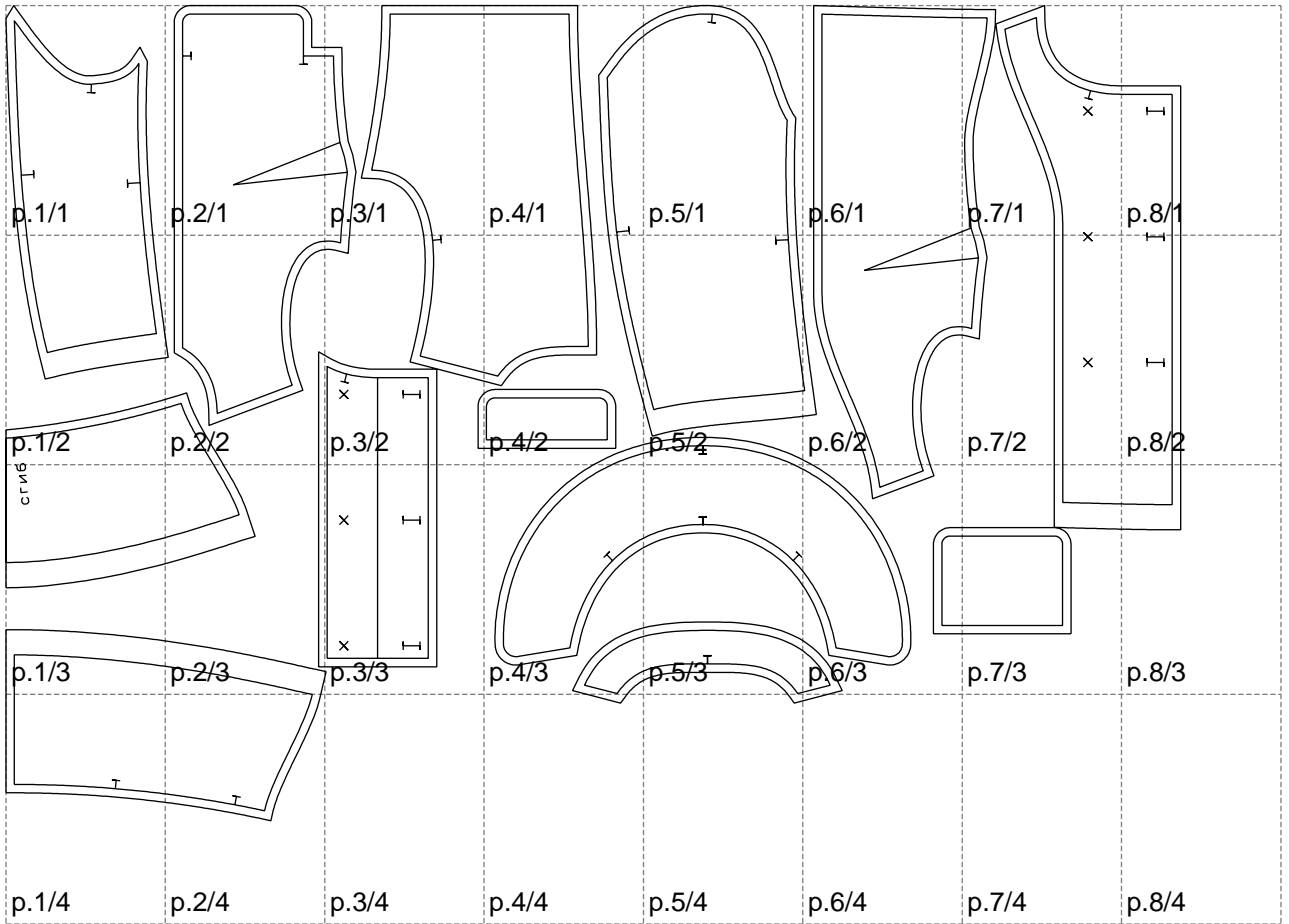 p.1/1 p.2/1 p.3/1 p.4/1 p.5/1 p.6/1 p.7/1 p.8/1
p.1/2 p.2/2 p.3/2 p.4/2 p.5/2 p.6/2 p.7/2 p.8/2
сгиб
p.1/3 p.2/3 p.3/3 p.4/3 p.5/3 p.6/3 p.7/3 p.8/3
p.1/4 p.2/4 p.3/4 p.4/4 p.5/4 p.6/4 p.7/4 p.8/4